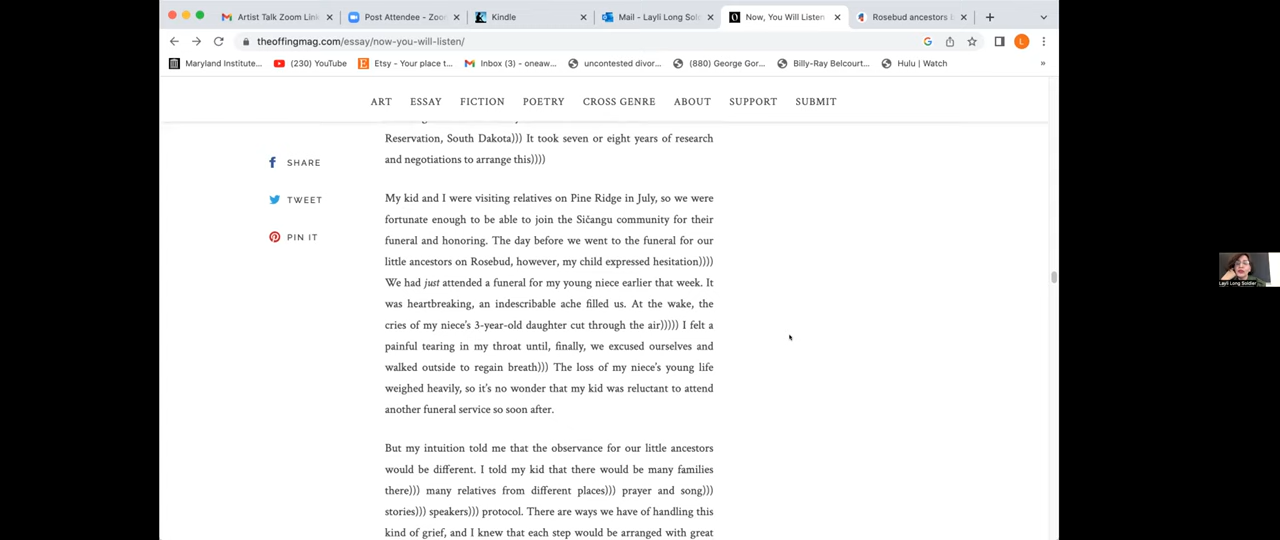 Artist Talk Zoom Link
Post Attendee - Zoo
Kindle
Mail - Layli Long Sol
Now, You Will Listen
Rosebud ancestors
theoffingmag.com/essay/now-you-will-listen/
L
Maryland Institute...
(230) YouTube
Etsy - Your place t...
Inbox (3) - oneaw...
uncontested divor...
(880) George Gor...
Billy-Ray Belcourt...
Hulu | Watch
»
ART ESSAY FICTION POETRY CROSS GENRE ABOUT SUPPORT SUBMIT
SHARE
TWEET
PIN IT
Reservation, South Dakota))) It took seven or eight years of research
and negotiations to arrange this))))
My kid and I were visiting relatives on Pine Ridge in July, so we were
fortunate enough to be able to join the Sičangu community for their
funeral and honoring. The day before we went to the funeral for our
little ancestors on Rosebud, however, my child expressed hesitation))))
We had just attended a funeral for my young niece earlier that week. It
was heartbreaking, an indescribable ache filled us. At the wake, the
cries of my niece's 3-year-old daughter cut through the air))))) I felt a
painful tearing in my throat until, finally, we excused ourselves and
walked outside to regain breath))) The loss of my niece's young life
weighed heavily, so it's no wonder that my kid was reluctant to attend
another funeral service so soon after.
But my intuition told me that the observance for our little ancestors
would be different. I told my kid that there would be many families
there))) many relatives from different places))) prayer and song)))
stories))) speakers))) protocol. There are ways we have of handling this
kind of grief, and I knew that each step would be arranged with great
Layli Long Soldier